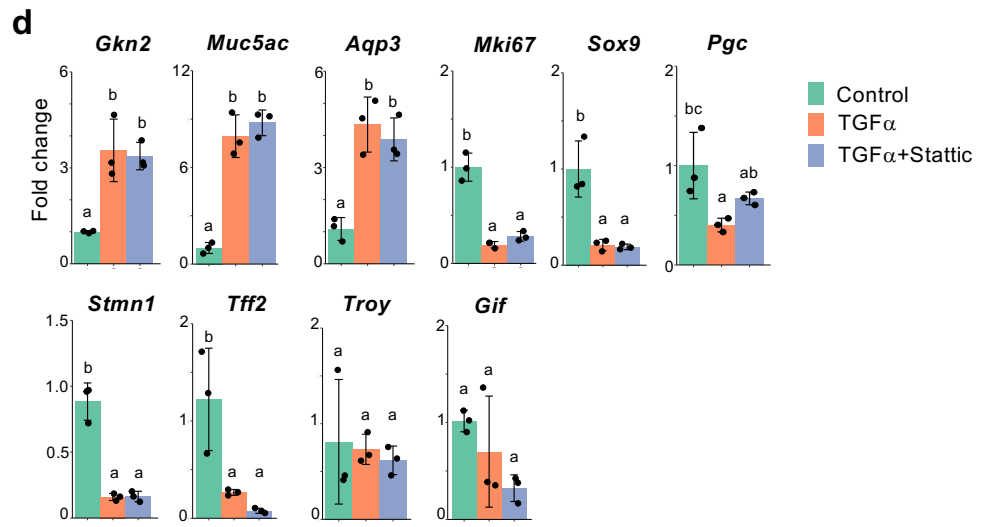 d
Gkn2 Muc5ac Aqp3 Mki67 Sox9 Pgc
Fold change
6 3 0 a b b
12 9 6 3 0 a b b
6 3 0 a b b
2 1 0 b a a
2 1 0 b a a
2 1 0 bc a ab
Control
TGFα
TGFα+Stattic
Stmn1 Tff2 Troy Gif
1.5 1.0 0.5 0 b a a
2 1 0 b a a
2 1 0 a a a
2 1 0 a a a